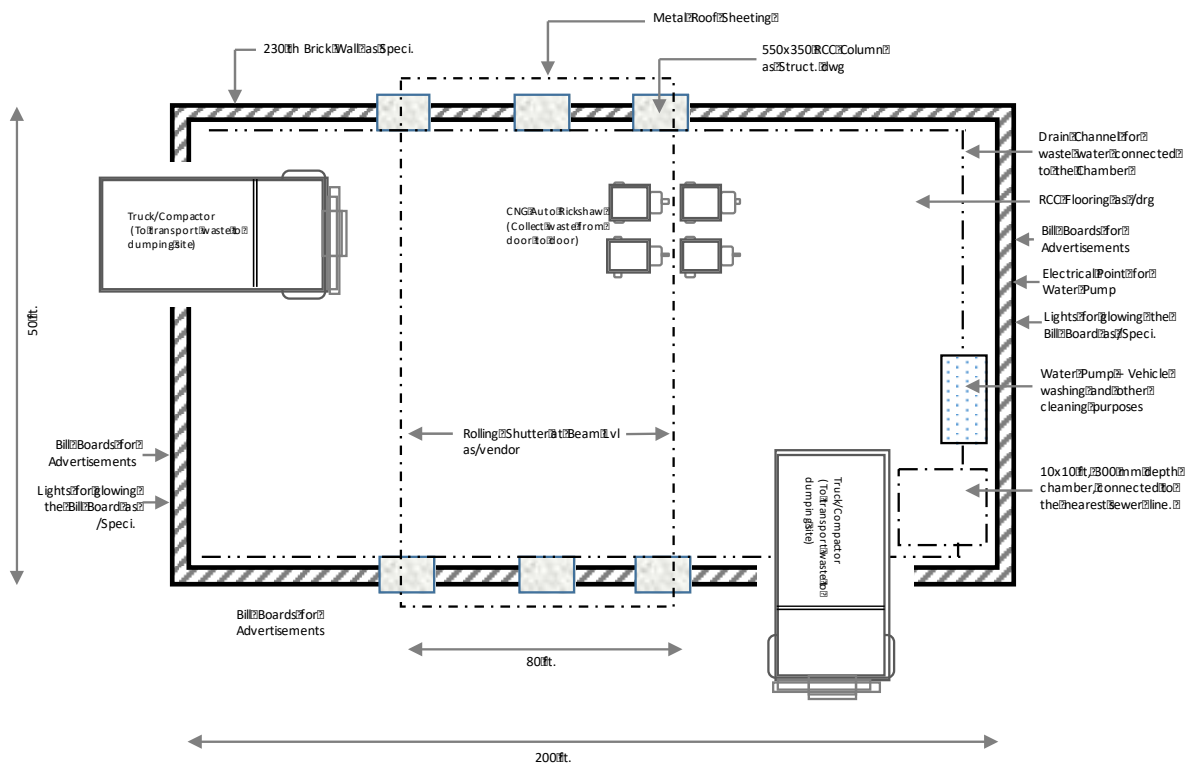 Metal Roof Sheeting
230th Brick Wall as Speci.
550x350 RCC Column
as Struct. dwg
Drain Channel for
waste water connected
to the Chamber
RCC Flooring as /drg
Bill Boards for
Advertisements
Electrical Point for
Water Pump
Lights for glowing the
Bill Board as /Speci.
Water Pump – Vehicle
washing and other
cleaning purposes
10x10 ft, 300 mm depth
chamber, connected to
the nearest sewer line.
Truck/Compactor
(To transport waste to
dumping site)
CNG Auto Rickshaw
(Collect waste from
door to door)
50 ft.
Rolling Shutter at Beam Lvl
as/vendor
Bill Boards for
Advertisements
Lights for glowing
the Bill Board as
/Speci.
Truck/Compactor
(To transport waste to
dumping site)
Bill Boards for
Advertisements
80 ft.
200 ft.